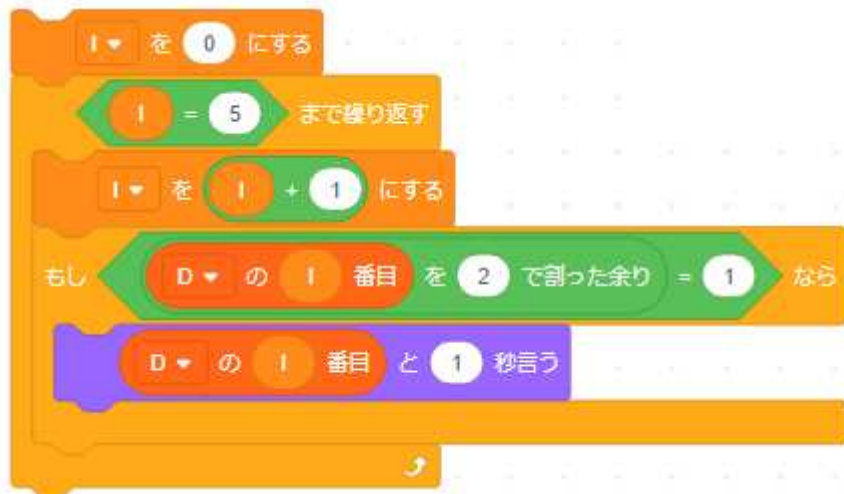 I を 0 にする
I = 5 まで繰り返す
I を I + 1 にする
もし D の I 番目 を 2 で割った余り = 1 なら
D の I 番目 と 1 秒言う